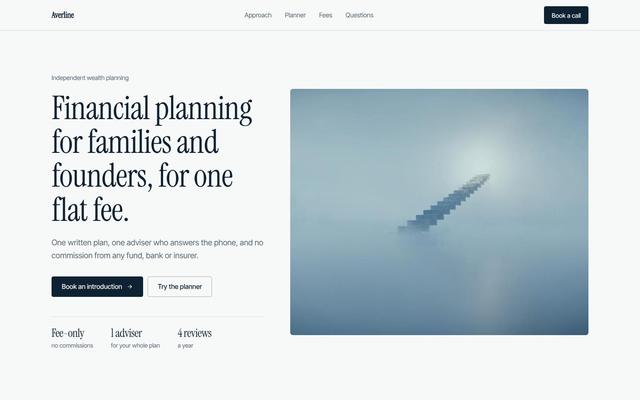 Averline
Approach
Planner
Fees
Questions
Book a call
Independent wealth planning
Financial planning
for families and
founders, for one
flat fee.
One written plan, one adviser who answers the phone, and no
commission from any fund, bank or insurer.
Book an introduction →
Try the planner
Fee-only
no commissions
1 adviser
for your whole plan
4 reviews
a year